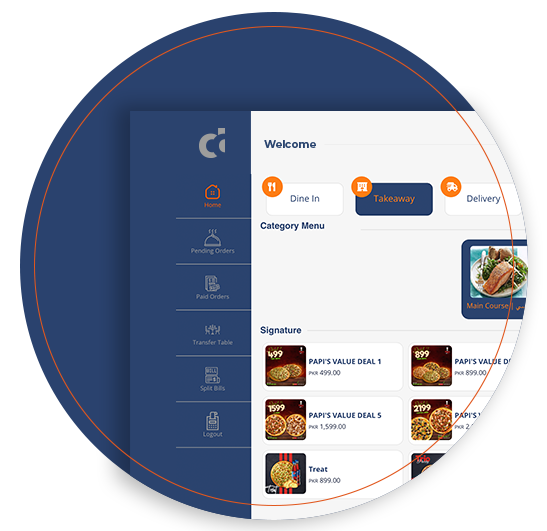 Welcome
Home
Dine In
Takeaway
Delivery
Category Menu
Pending Orders
Paid Orders
Main Course |
Transfer Table
Signature
499
PAPI'S VALUE DEAL 1
PKR 499.00
899
PAPI'S VALUE
PKR 899.00
BILL
Split Bills
1599
PAPI'S VALUE DEAL 5
PKR 1,599.00
2199
PAPI'S
PKR
Logout
Treat
PKR 899.00